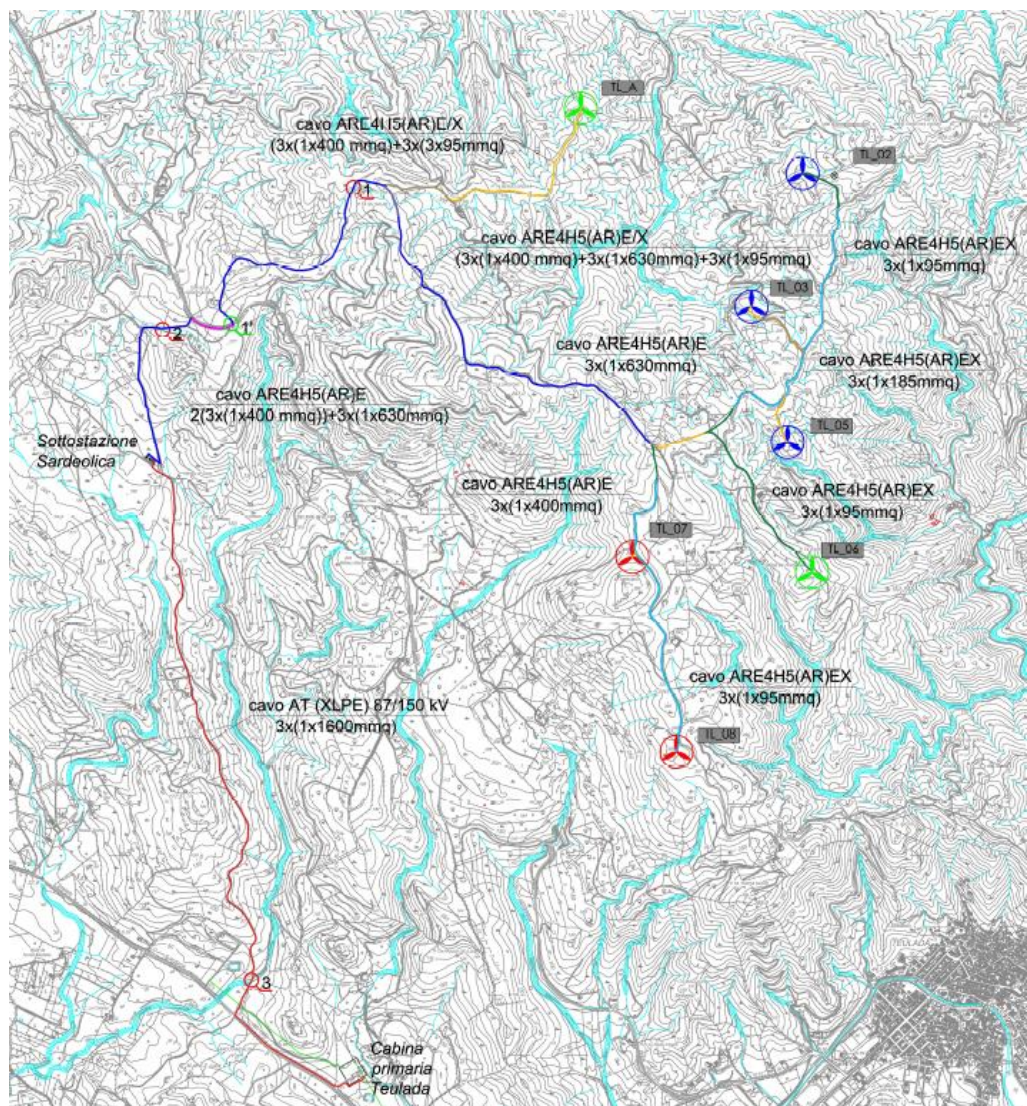 TL_A
cavo ARE4H5(AR)E/X
(3x(1x400 mmq)+3x(3x95mmq)
TL_02
1
cavo ARE4H5(AR)E/X
(3x(1x400 mmq)+3x(1x630mmq)+3x(1x95mmq)
cavo ARE4H5(AR)EX
3x(1x95mmq)
TL_03
2
1'
cavo ARE4H5(AR)E
3x(1x630mmq)
cavo ARE4H5(AR)EX
3x(1x185mmq)
cavo ARE4H5(AR)E
2(3x(1x400 mmq))+3x(1x630mmq)
TL_05
Sottostazione
Sardeolica
cavo ARE4H5(AR)E
3x(1x400mmq)
cavo ARE4H5(AR)EX
3x(1x95mmq)
TL_07
TL_06
cavo ARE4H5(AR)EX
3x(1x95mmq)
cavo AT (XLPE) 87/150 kV
3x(1x1600mmq)
TL_08
TEULADA
3
Cabina
primaria
Teulada